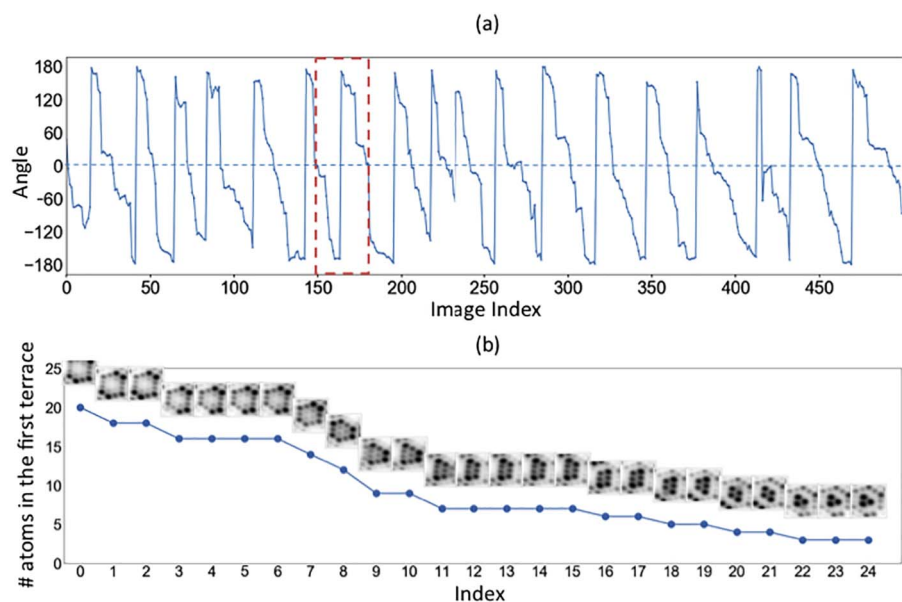 (a)
180
120
60
0
−60
−120
−180
Angle
0 50 100 150 200 250 300 350 400 450
Image Index
(b)
25
20
15
10
5
0
# atoms in the first terrace
0 1 2 3 4 5 6 7 8 9 10 11 12 13 14 15 16 17 18 19 20 21 22 23 24
Index